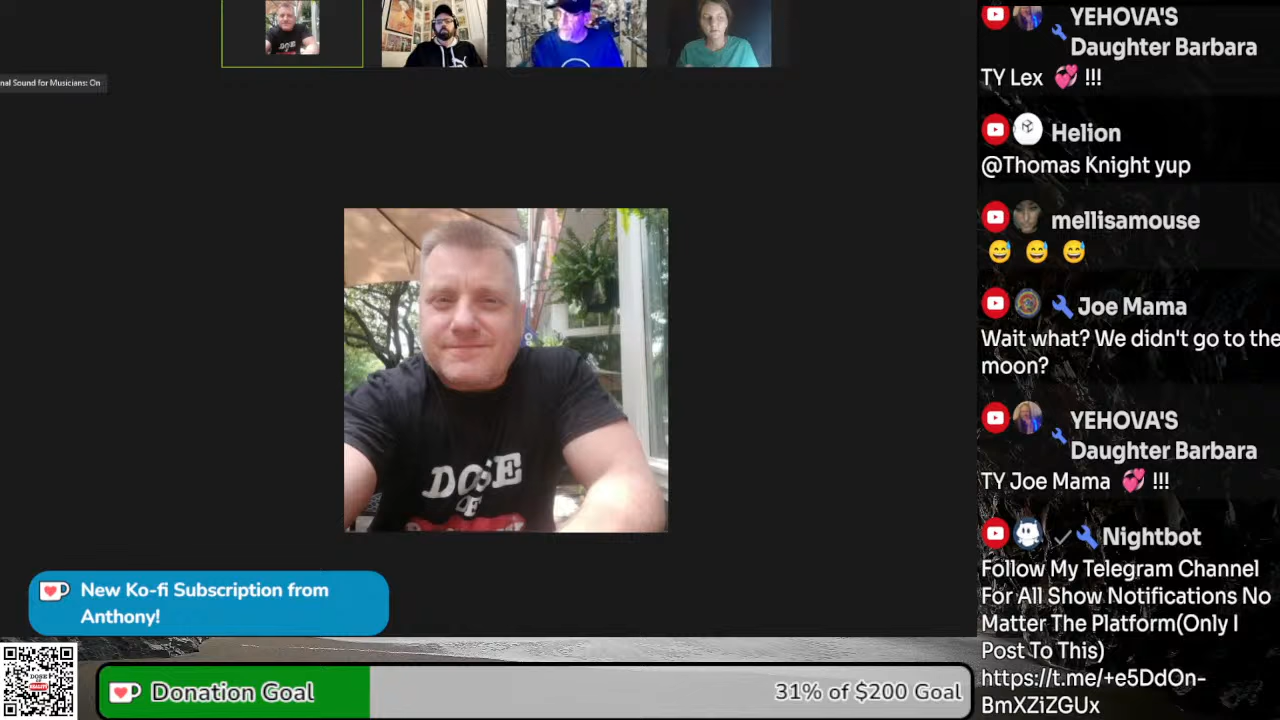 nal Sound for Musicians: On
DOSE
OF
New Ko-fi Subscription from
Anthony!
DOSE
Donation Goal
31% of $200 Goal
YEHOVA'S
Daughter Barbara
TY Lex 💞 !!!
Helion
@Thomas Knight yup
mellisamouse
😅 😅 😅
Joe Mama
Wait what? We didn't go to the
moon?
YEHOVA'S
Daughter Barbara
TY Joe Mama 💞 !!!
Nightbot
Follow My Telegram Channel
For All Show Notifications No
Matter The Platform(Only I
Post To This)
https://t.me/+e5DdOn-
BmXZiZGUx